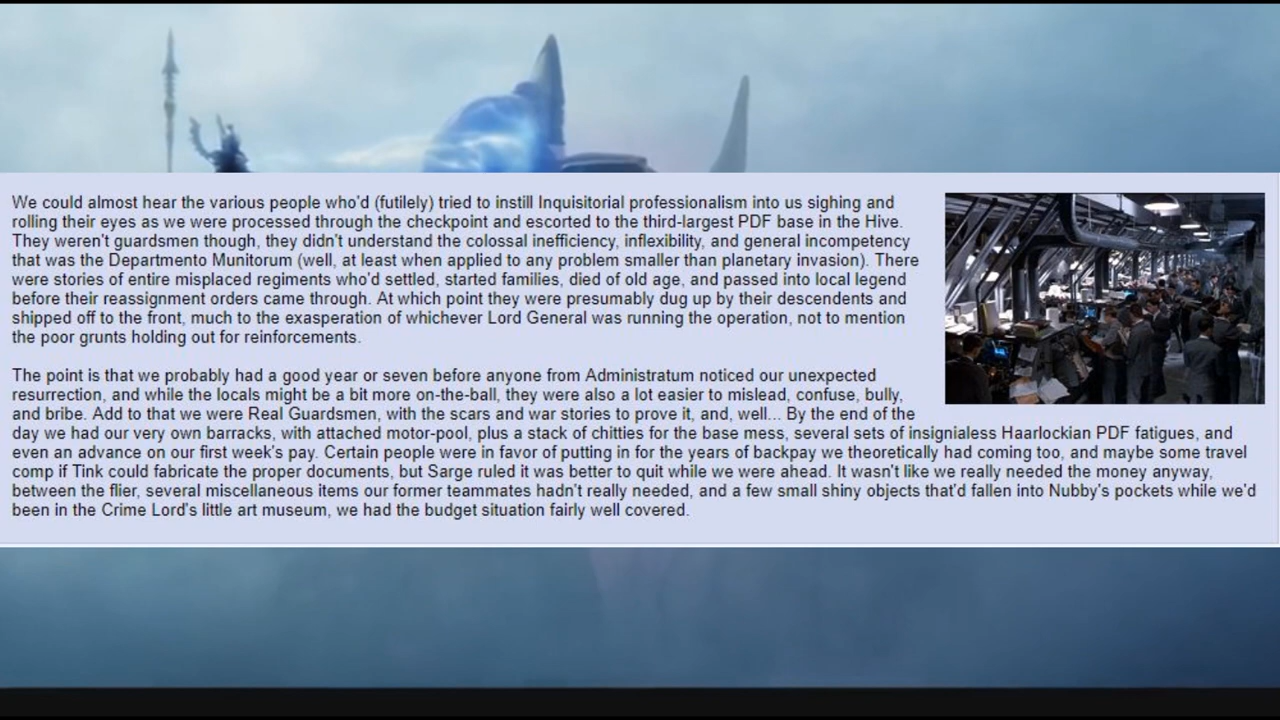 We could almost hear the various people who'd (futilely) tried to instill Inquisitorial professionalism into us sighing and
rolling their eyes as we were processed through the checkpoint and escorted to the third-largest PDF base in the Hive.
They weren't guardsmen though, they didn't understand the colossal inefficiency, inflexibility, and general incompetency
that was the Departmento Munitorum (well, at least when applied to any problem smaller than planetary invasion). There
were stories of entire misplaced regiments who'd settled, started families, died of old age, and passed into local legend
before their reassignment orders came through. At which point they were presumably dug up by their descendents and
shipped off to the front, much to the exasperation of whichever Lord General was running the operation, not to mention
the poor grunts holding out for reinforcements.
The point is that we probably had a good year or seven before anyone from Administratum noticed our unexpected
resurrection, and while the locals might be a bit more on-the-ball, they were also a lot easier to mislead, confuse, bully,
and bribe. Add to that we were Real Guardsmen, with the scars and war stories to prove it, and, well... By the end of the
day we had our very own barracks, with attached motor-pool, plus a stack of chitties for the base mess, several sets of insignialess Haarlockian PDF fatigues, and
even an advance on our first week's pay. Certain people were in favor of putting in for the years of backpay we theoretically had coming too, and maybe some travel
comp if Tink could fabricate the proper documents, but Sarge ruled it was better to quit while we were ahead. It wasn't like we really needed the money anyway,
between the flier, several miscellaneous items our former teammates hadn't really needed, and a few small shiny objects that'd fallen into Nubby's pockets while we'd
been in the Crime Lord's little art museum, we had the budget situation fairly well covered.